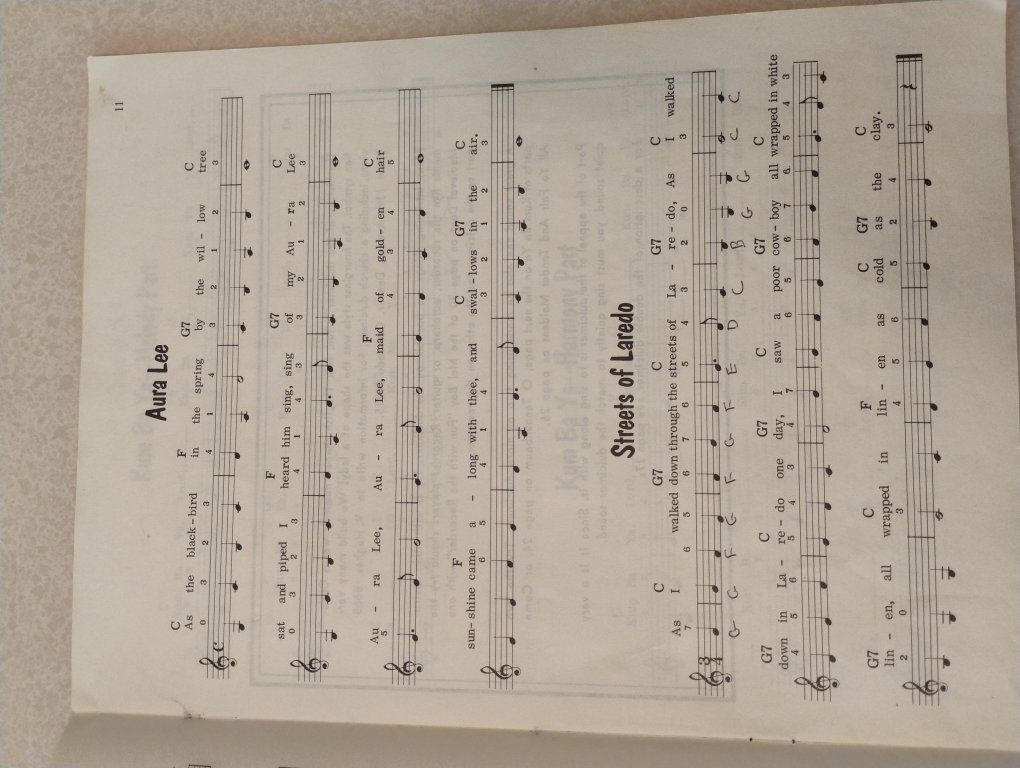 11
Aura Lee
C F G7 C
As the black-bird in the spring by the wil - low tree
0 3 2 3 4 1 4 3 2 1 2 3
F G7 C
sat and piped I heard him sing, sing of my Au - ra Lee
0 3 2 3 4 1 3 3 2 1 2 3
F C
Au - ra Lee, Au - ra Lee, maid of gold - en hair
5 4 3 4 5
F C G7 C
sun-shine came a - long with thee, and swal-lows in the air.
6 5 4 1 4 3 2 1 2 3
Streets of Laredo
C G7 C G7 C
As I walked down through the streets of La - re - do, As I walked
7 6 5 6 7 6 5 4 3 2 0 3
3
4
G G F G F G F E D C B G G C C
G7 C G7 C G7 C
down in La - re - do one day, I saw a poor cow-boy all wrapped in white
4 5 6 5 4 3 4 7 6 5 6 7 6 5 4 3
G7 C F C G7 C
lin - en, all wrapped in lin - en as cold as the clay.
2 0 3 4 5 6 5 2 4 3